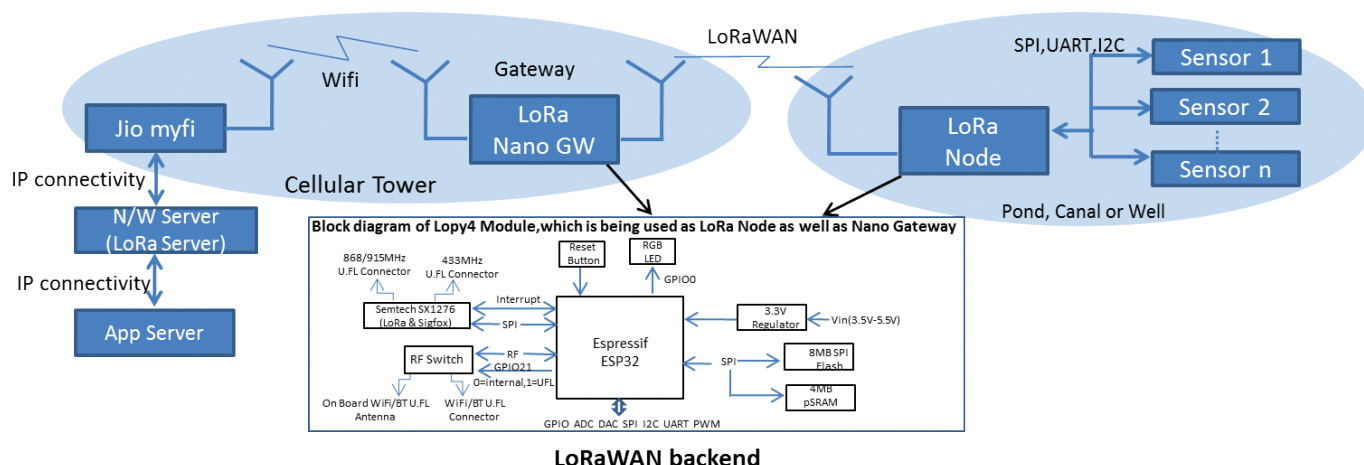 LoRaWAN
SPI,UART,I2C
Sensor 1
Wifi
Gateway
Sensor 2
Jio myfi
LoRa
Nano GW
LoRa
Node
Sensor n
IP connectivity
Cellular Tower
N/W Server
(LoRa Server)
Pond, Canal or Well
IP connectivity
App Server
Block diagram of Lopy4 Module,which is being used as LoRa Node as well as Nano Gateway
868/915MHz
U.FL Connector
433MHz
U.FL Connector
Reset
Button
RGB
LED
GPIO0
Interrupt
Semtech SX1276
(LoRa & Sigfox)
SPI
3.3V
Regulator
Vin(3.5V-5.5V)
Espressif
ESP32
RF Switch
RF
GPIO21
0=internal,1=UFL
SPI
8MB SPI
Flash
4MB
pSRAM
On Board WiFi/BT U.FL
Antenna
WiFi/BT U.FL
Connector
GPIO ADC DAC SPI I2C UART PWM
LoRaWAN backend